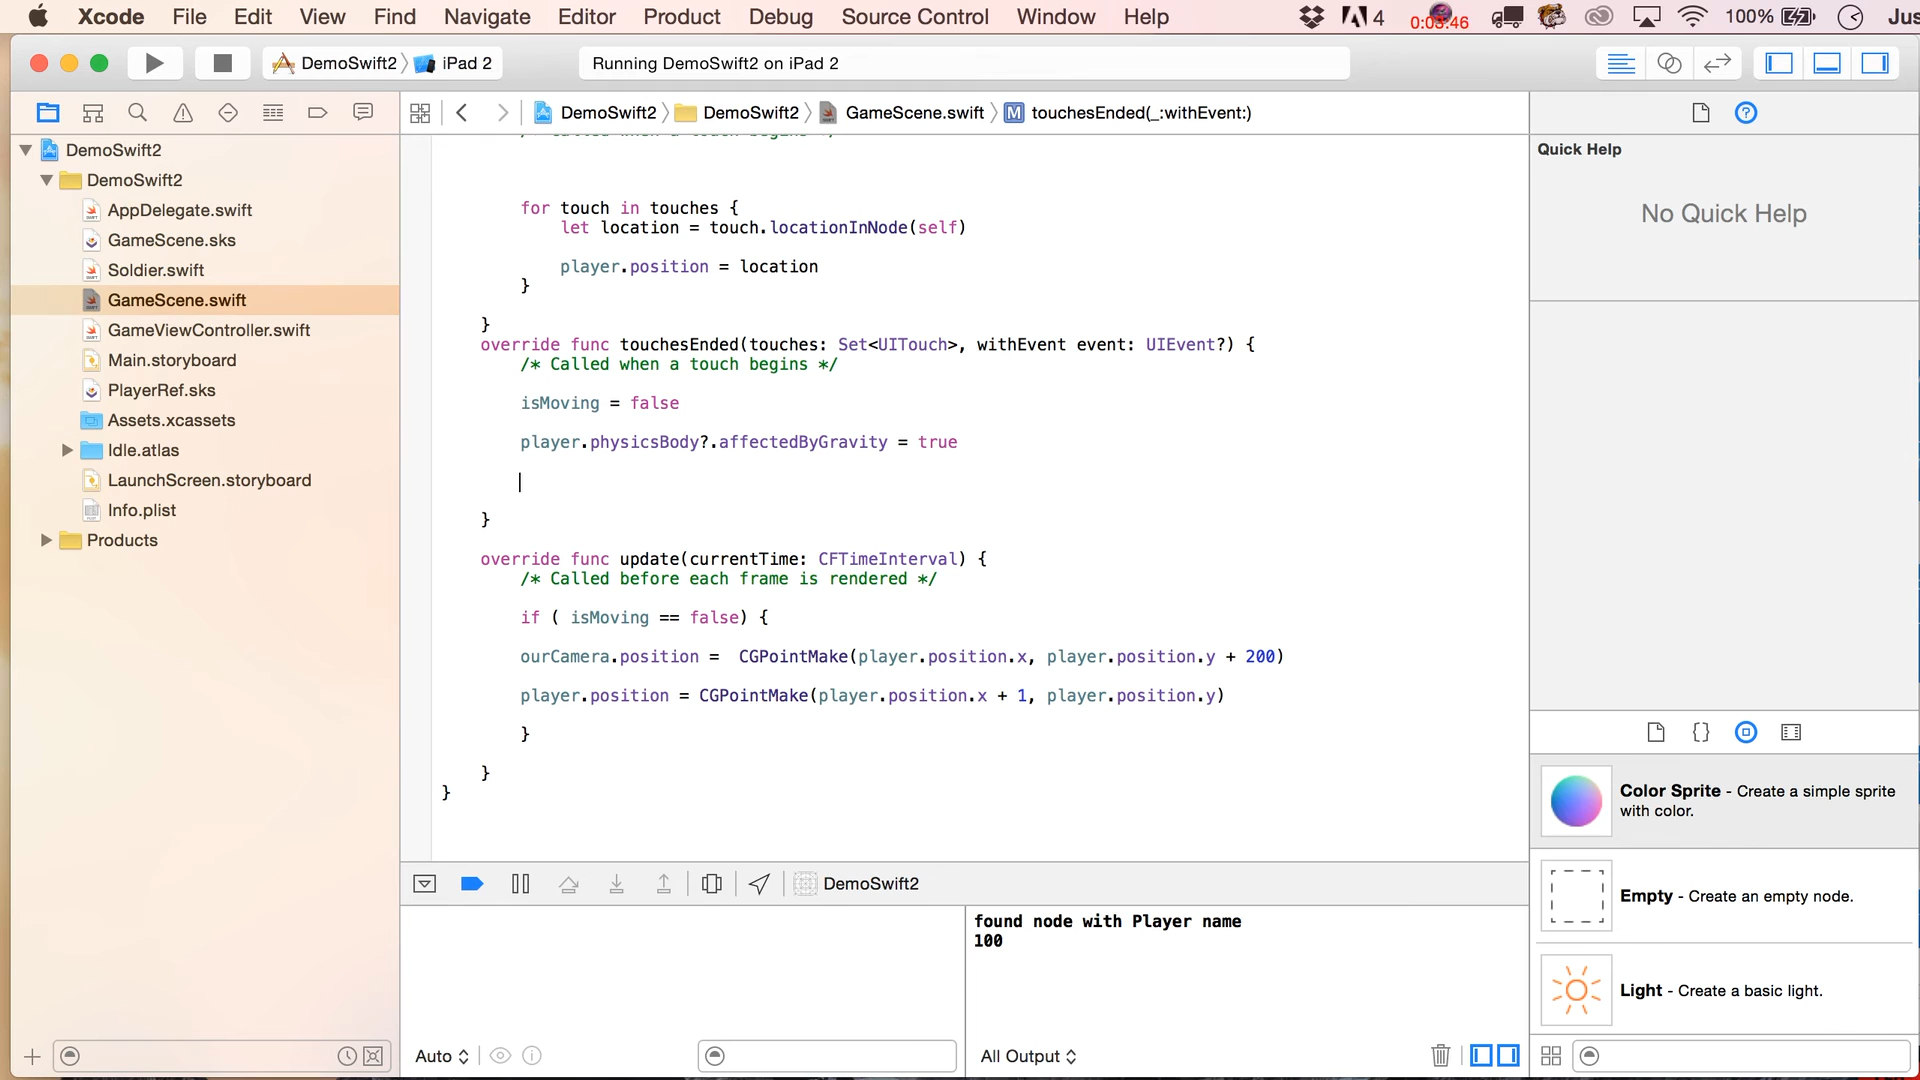 Xcode File Edit View Find Navigate Editor Product Debug Source Control Window Help 4 0:03:46 100% Jus
DemoSwift2 iPad 2 Running DemoSwift2 on iPad 2
DemoSwift2 DemoSwift2 GameScene.swift M touchesEnded(_:withEvent:)
DemoSwift2
DemoSwift2
AppDelegate.swift
GameScene.sks
Soldier.swift
GameScene.swift
GameViewController.swift
Main.storyboard
PlayerRef.sks
Assets.xcassets
Idle.atlas
LaunchScreen.storyboard
Info.plist
Products
for touch in touches {
let location = touch.locationInNode(self)
player.position = location
}
}
override func touchesEnded(touches: Set<UITouch>, withEvent event: UIEvent?) {
/* Called when a touch begins */
isMoving = false
player.physicsBody?.affectedByGravity = true
}
override func update(currentTime: CFTimeInterval) {
/* Called before each frame is rendered */
if ( isMoving == false) {
ourCamera.position =  CGPointMake(player.position.x, player.position.y + 200)
player.position = CGPointMake(player.position.x + 1, player.position.y)
}
}
}
DemoSwift2
found node with Player name
100
Auto
All Output
Quick Help
No Quick Help
{}
Color Sprite - Create a simple sprite
with color.
Empty - Create an empty node.
Light - Create a basic light.